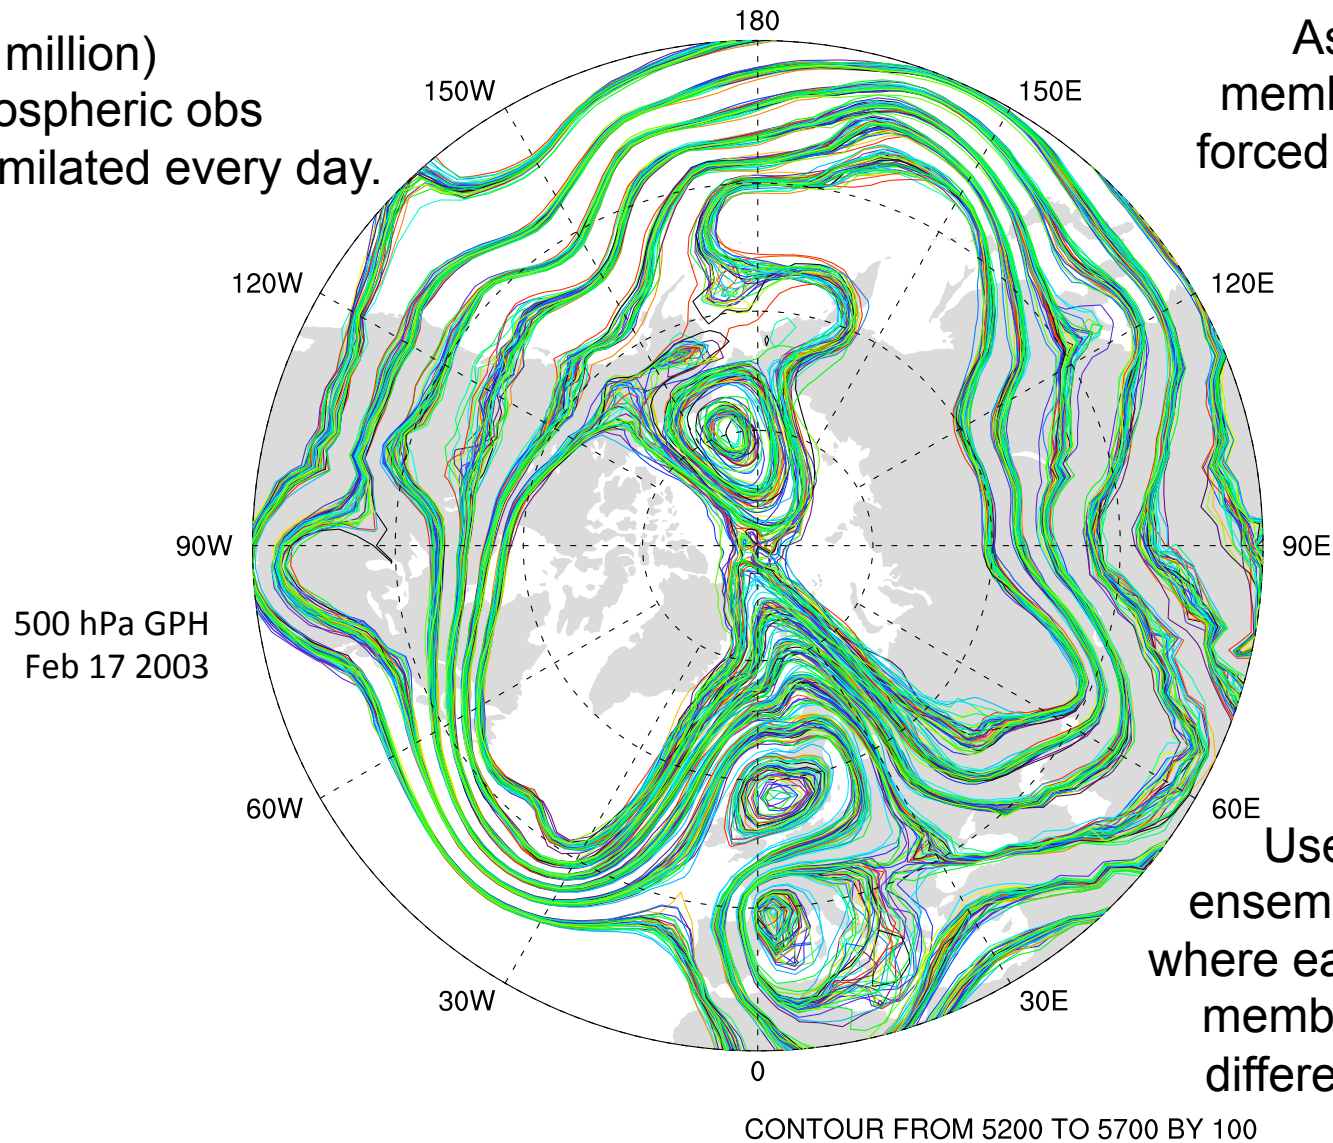 180
million)
150W
150E
ospheric obs
milated every day.
As
meml
forced
120W
120E
90W
90E
500 hPa GPH
Feb 17 2003
60W
60E
Use
ensem
where ea
memb
differe
30W
30E
0
CONTOUR FROM 5200 TO 5700 BY 100